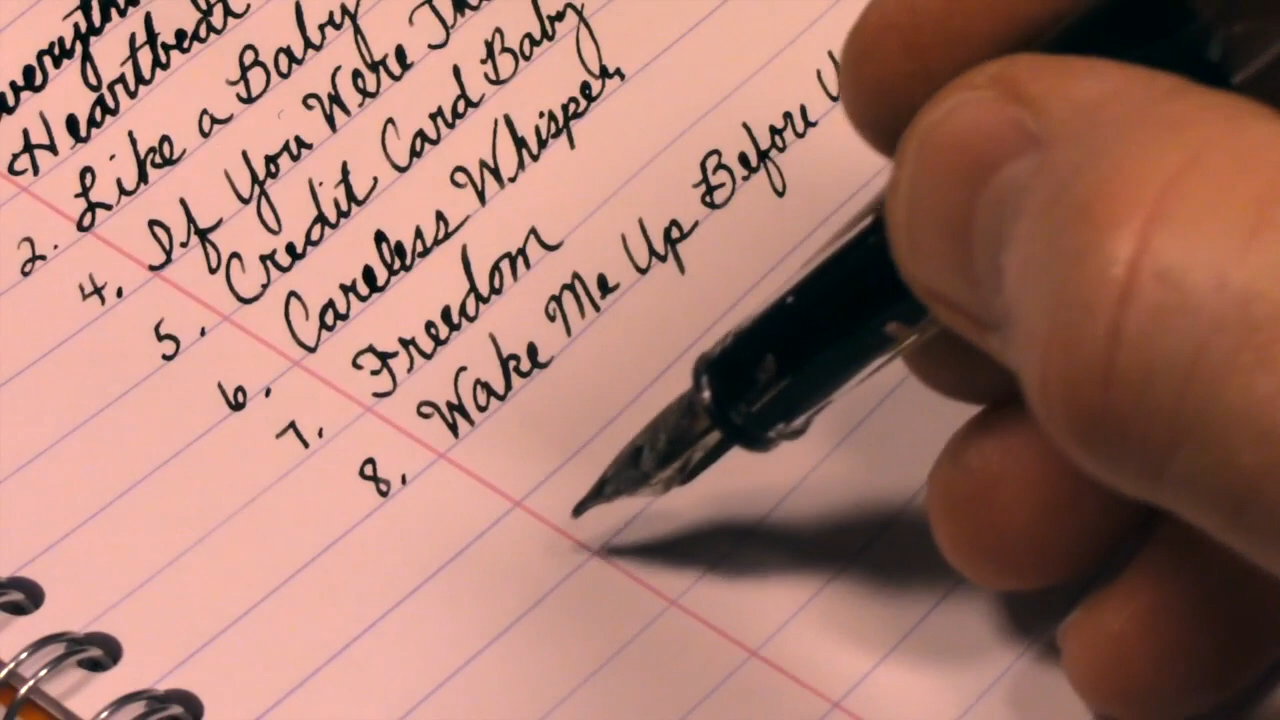 Heartbeat
2. Like a Baby
4. If You Were
5. Credit Card Baby
6. Careless Whisper
7. Freedom
8. Wake Me Up Before